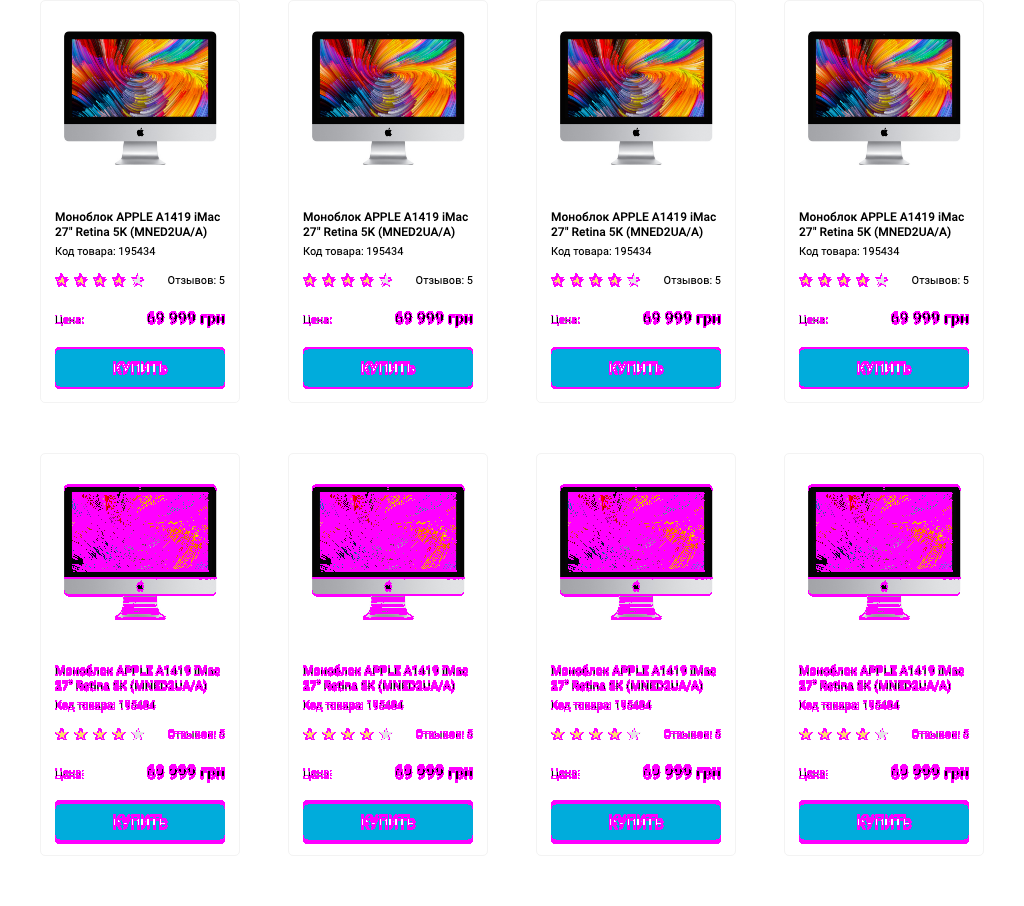 Моноблок APPLE A1419 iMac
27" Retina 5K (MNED2UA/A)
Код товара: 195434
Отзывов: 5
Цена: 69 999 грн
КУПИТЬ
Моноблок APPLE A1419 iMac
27" Retina 5K (MNED2UA/A)
Код товара: 195434
Отзывов: 5
Цена: 69 999 грн
КУПИТЬ
Моноблок APPLE A1419 iMac
27" Retina 5K (MNED2UA/A)
Код товара: 195434
Отзывов: 5
Цена: 69 999 грн
КУПИТЬ
Моноблок APPLE A1419 iMac
27" Retina 5K (MNED2UA/A)
Код товара: 195434
Отзывов: 5
Цена: 69 999 грн
КУПИТЬ
Моноблок APPLE A1419 iMac
27" Retina 5K (MNED2UA/A)
Код товара: 195434
Отзывов: 5
Цена: 69 999 грн
КУПИТЬ
Моноблок APPLE A1419 iMac
27" Retina 5K (MNED2UA/A)
Код товара: 195434
Отзывов: 5
Цена: 69 999 грн
КУПИТЬ
Моноблок APPLE A1419 iMac
27" Retina 5K (MNED2UA/A)
Код товара: 195434
Отзывов: 5
Цена: 69 999 грн
КУПИТЬ
Моноблок APPLE A1419 iMac
27" Retina 5K (MNED2UA/A)
Код товара: 195434
Отзывов: 5
Цена: 69 999 грн
КУПИТЬ